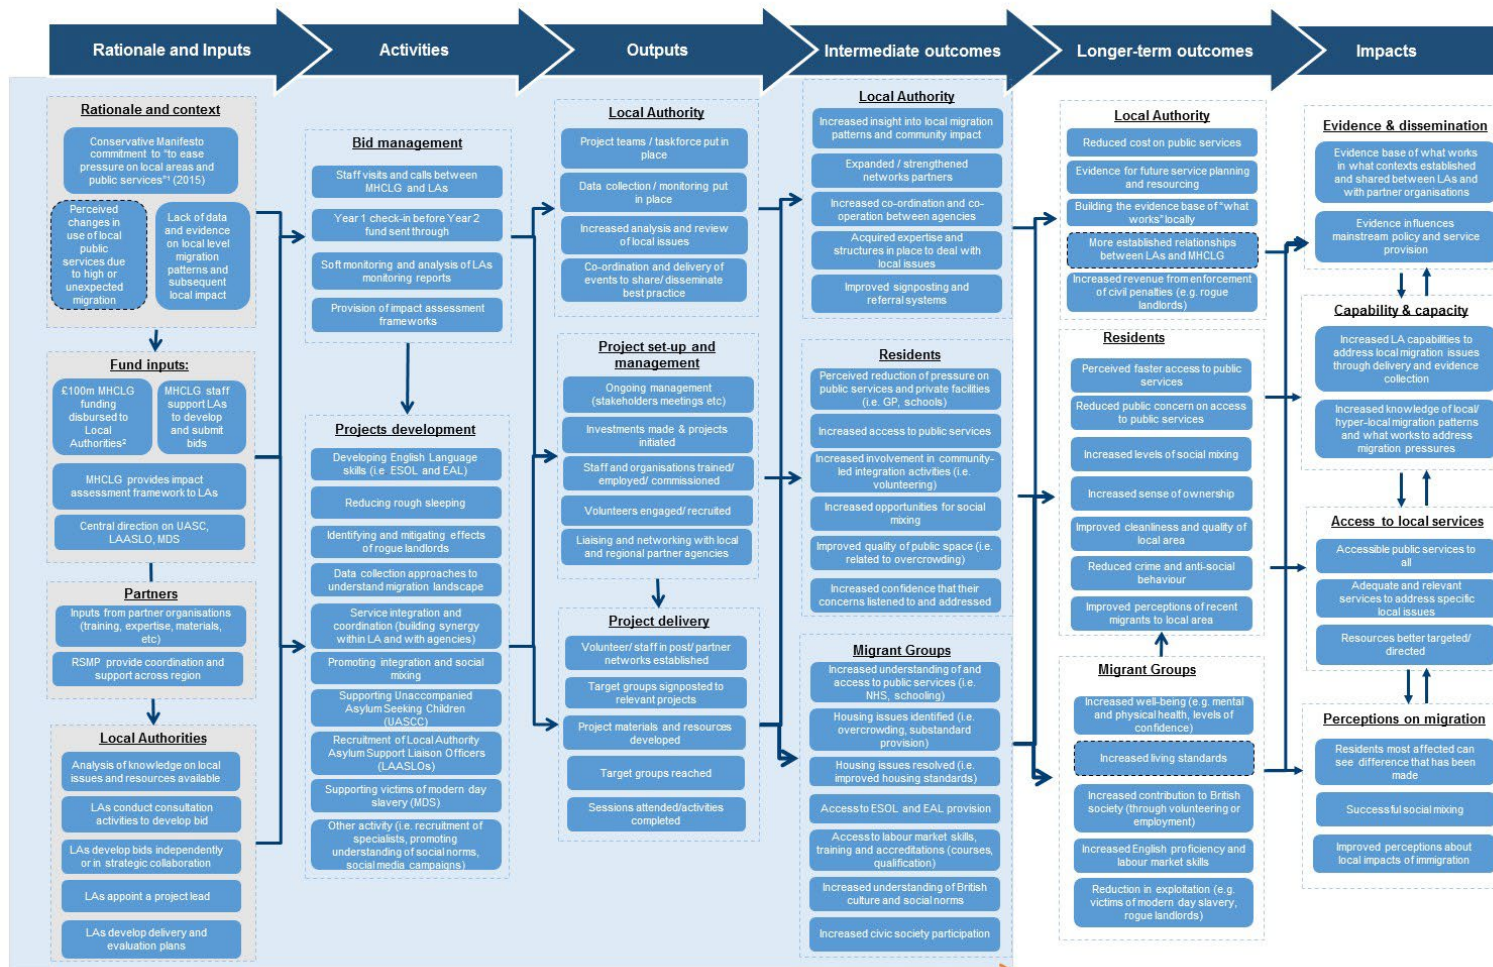 Rationale and Inputs
Activities
Outputs
Intermediate outcomes
Longer-term outcomes
Impacts
Rationale and context
Conservative Manifesto
commitment to "to ease
pressure on local areas and
public services"¹ (2015)
Perceived
changes in
use of local
public
services due
to high or
unexpected
migration
Lack of data
and evidence
on local level
migration
patterns and
subsequent
local impact
Fund inputs:
£100m MHCLG
funding
disbursed to
Local
Authorities²
MHCLG staff
support LAs
to develop
and submit
bids
MHCLG provides impact
assessment framework to LAs
Central direction on UASC,
LAASLO, MDS
Partners
Inputs from partner organisations
(training, expertise, materials,
etc)
RSMP provide coordination and
support across region
Local Authorities
Analysis of knowledge on local
issues and resources available
LAs conduct consultation
activities to develop bid
LAs develop bids independently
or in strategic collaboration
LAs appoint a project lead
LAs develop delivery and
evaluation plans
Bid management
Staff visits and calls between
MHCLG and LAs
Year 1 check-in before Year 2
fund sent through
Soft monitoring and analysis of LAs
monitoring reports
Provision of impact assessment
frameworks
Projects development
Developing English Language
skills (i.e ESOL and EAL)
Reducing rough sleeping
Identifying and mitigating effects
of rogue landlords
Data collection approaches to
understand migration landscape
Service integration and
coordination (building synergy
within LA and with agencies)
Promoting integration and social
mixing
Supporting Unaccompanied
Asylum Seeking Children
(UASCC)
Recruitment of Local Authority
Asylum Support Liaison Officers
(LAASLOs)
Supporting victims of modern day
slavery (MDS)
Other activity (i.e. recruitment of
specialists, promoting
understanding of social norms,
social media campaigns)
Local Authority
Project teams / taskforce put in
place
Data collection / monitoring put
in place
Increased analysis and review
of local issues
Co-ordination and delivery of
events to share/ disseminate
best practice
Project set-up and
management
Ongoing management
(stakeholders meetings etc)
Investments made & projects
initiated
Staff and organisations trained/
employed/ commissioned
Volunteers engaged/ recruited
Liaising and networking with local
and regional partner agencies
Project delivery
Volunteer/ staff in post/ partner
networks established
Target groups signposted to
relevant projects
Project materials and resources
developed
Target groups reached
Sessions attended/activities
completed
Local Authority
Increased insight into local migration
patterns and community impact
Expanded / strengthened
networks partners
Increased co-ordination and co-
operation between agencies
Acquired expertise and
structures in place to deal with
local issues
Improved signposting and
referral systems
Residents
Perceived reduction of pressure on
public services and private facilities
(i.e. GP, schools)
Increased access to public services
Increased involvement in community-
led integration activities (i.e.
volunteering)
Increased opportunities for social
mixing
Improved quality of public space (i.e.
related to overcrowding)
Increased confidence that their
concerns listened to and addressed
Migrant Groups
Increased understanding of and
access to public services (i.e.
NHS, schooling)
Housing issues identified (i.e.
overcrowding, substandard
provision)
Housing issues resolved (i.e.
improved housing standards)
Access to ESOL and EAL provision
Access to labour market skills,
training and accreditations (courses,
qualification)
Increased understanding of British
culture and social norms
Increased civic society participation
Local Authority
Reduced cost on public services
Evidence for future service planning
and resourcing
Building the evidence base of "what
works" locally
More established relationships
between LAs and MHCLG
Increased revenue from enforcement
of civil penalties (e.g. rogue
landlords)
Residents
Perceived faster access to public
services
Reduced public concern on access
to public services
Increased levels of social mixing
Increased sense of ownership
Improved cleanliness and quality of
local area
Reduced crime and anti-social
behaviour
Improved perceptions of recent
migrants to local area
Migrant Groups
Increased well-being (e.g. mental
and physical health, levels of
confidence)
Increased living standards
Increased contribution to British
society (through volunteering or
employment)
Increased English proficiency and
labour market skills
Reduction in exploitation (e.g.
victims of modern day slavery,
rogue landlords)
Evidence & dissemination
Evidence base of what works
in what contexts established
and shared between LAs and
with partner organisations
Evidence influences
mainstream policy and service
provision
Capability & capacity
Increased LA capabilities to
address local migration issues
through delivery and evidence
collection
Increased knowledge of local/
hyper-local migration patterns
and what works to address
migration pressures
Access to local services
Accessible public services to
all
Adequate and relevant
services to address specific
local issues
Resources better targeted/
directed
Perceptions on migration
Residents most affected can
see difference that has been
made
Successful social mixing
Improved perceptions about
local impacts of immigration